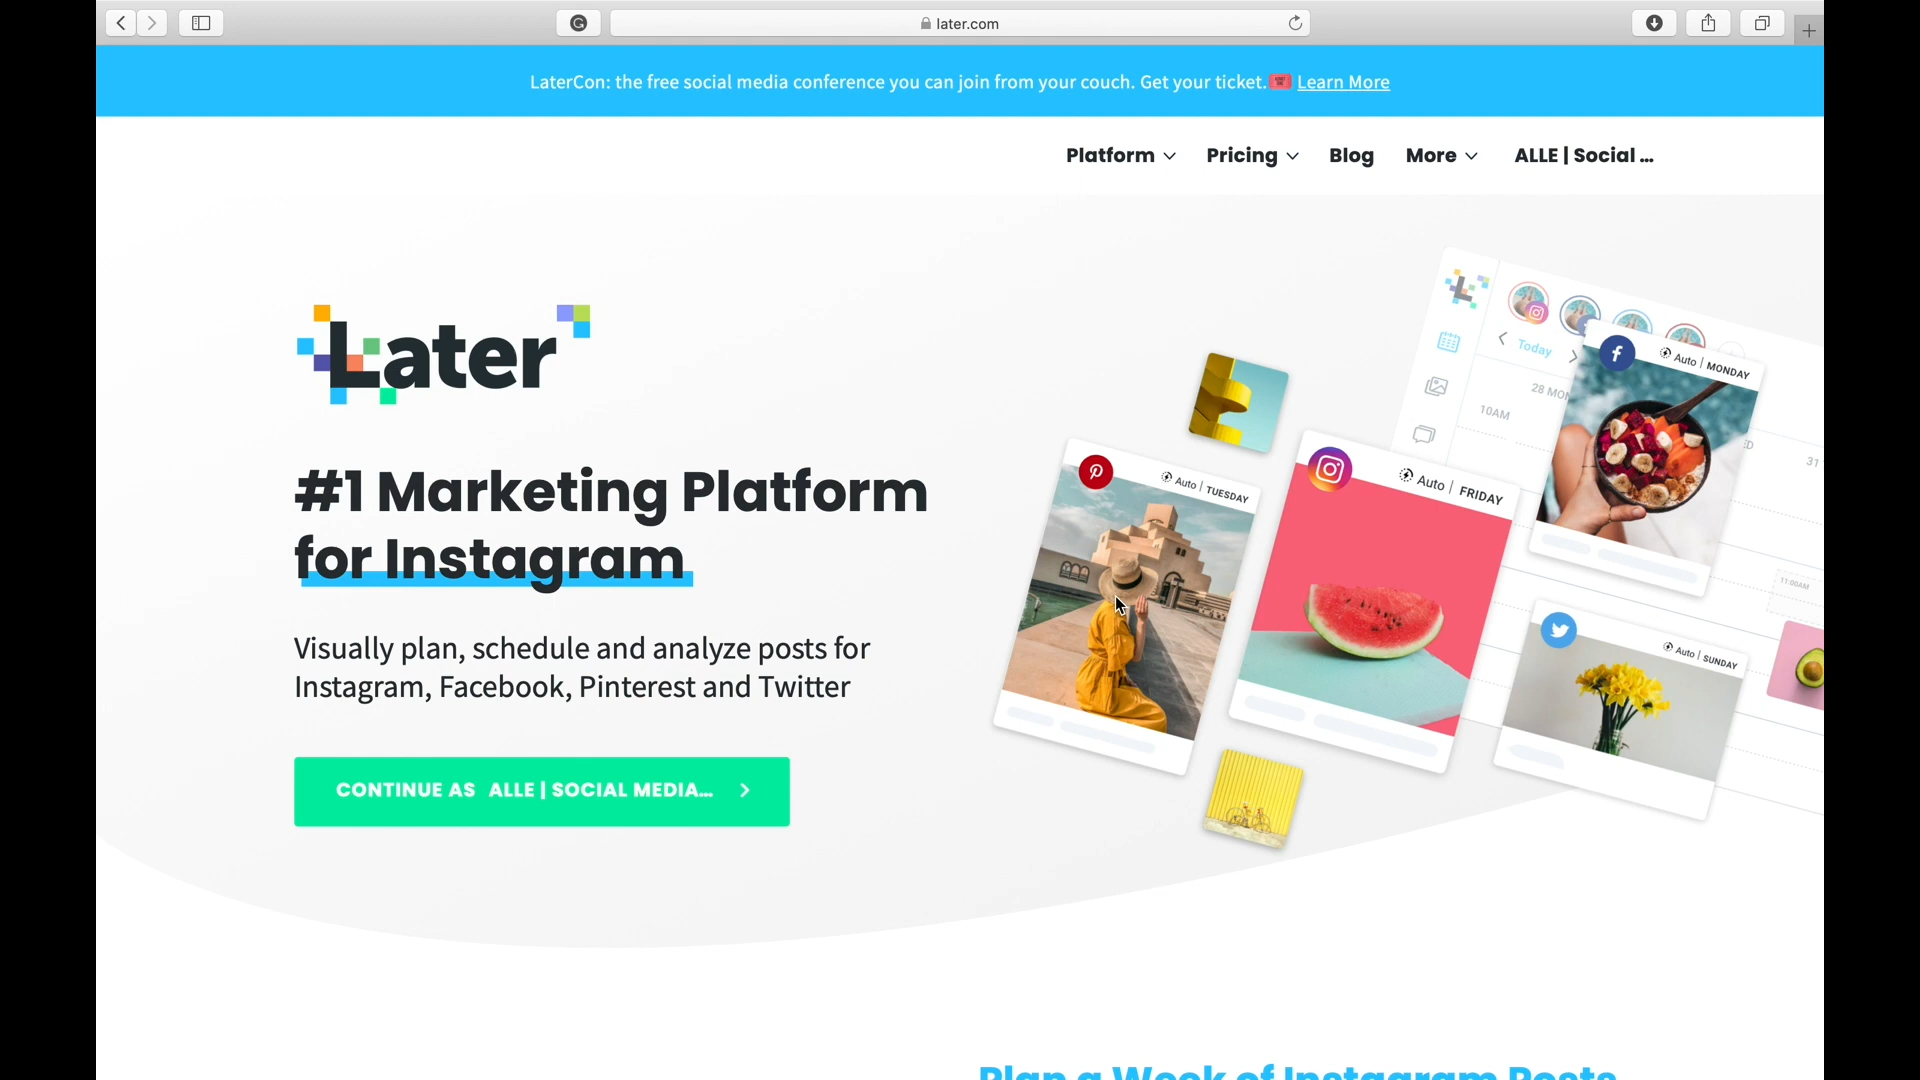 later.com
LaterCon: the free social media conference you can join from your couch. Get your ticket. Learn More
Platform Pricing Blog More ALLE | Social ...
Later
#1 Marketing Platform
for Instagram
Visually plan, schedule and analyze posts for
Instagram, Facebook, Pinterest and Twitter
CONTINUE AS ALLE | SOCIAL MEDIA...
Today
28 MON
10AM
31
Auto | MONDAY
Auto | TUESDAY
Auto | FRIDAY
11:00AM
Auto | SUNDAY
Plan a Week of Instagram Posts